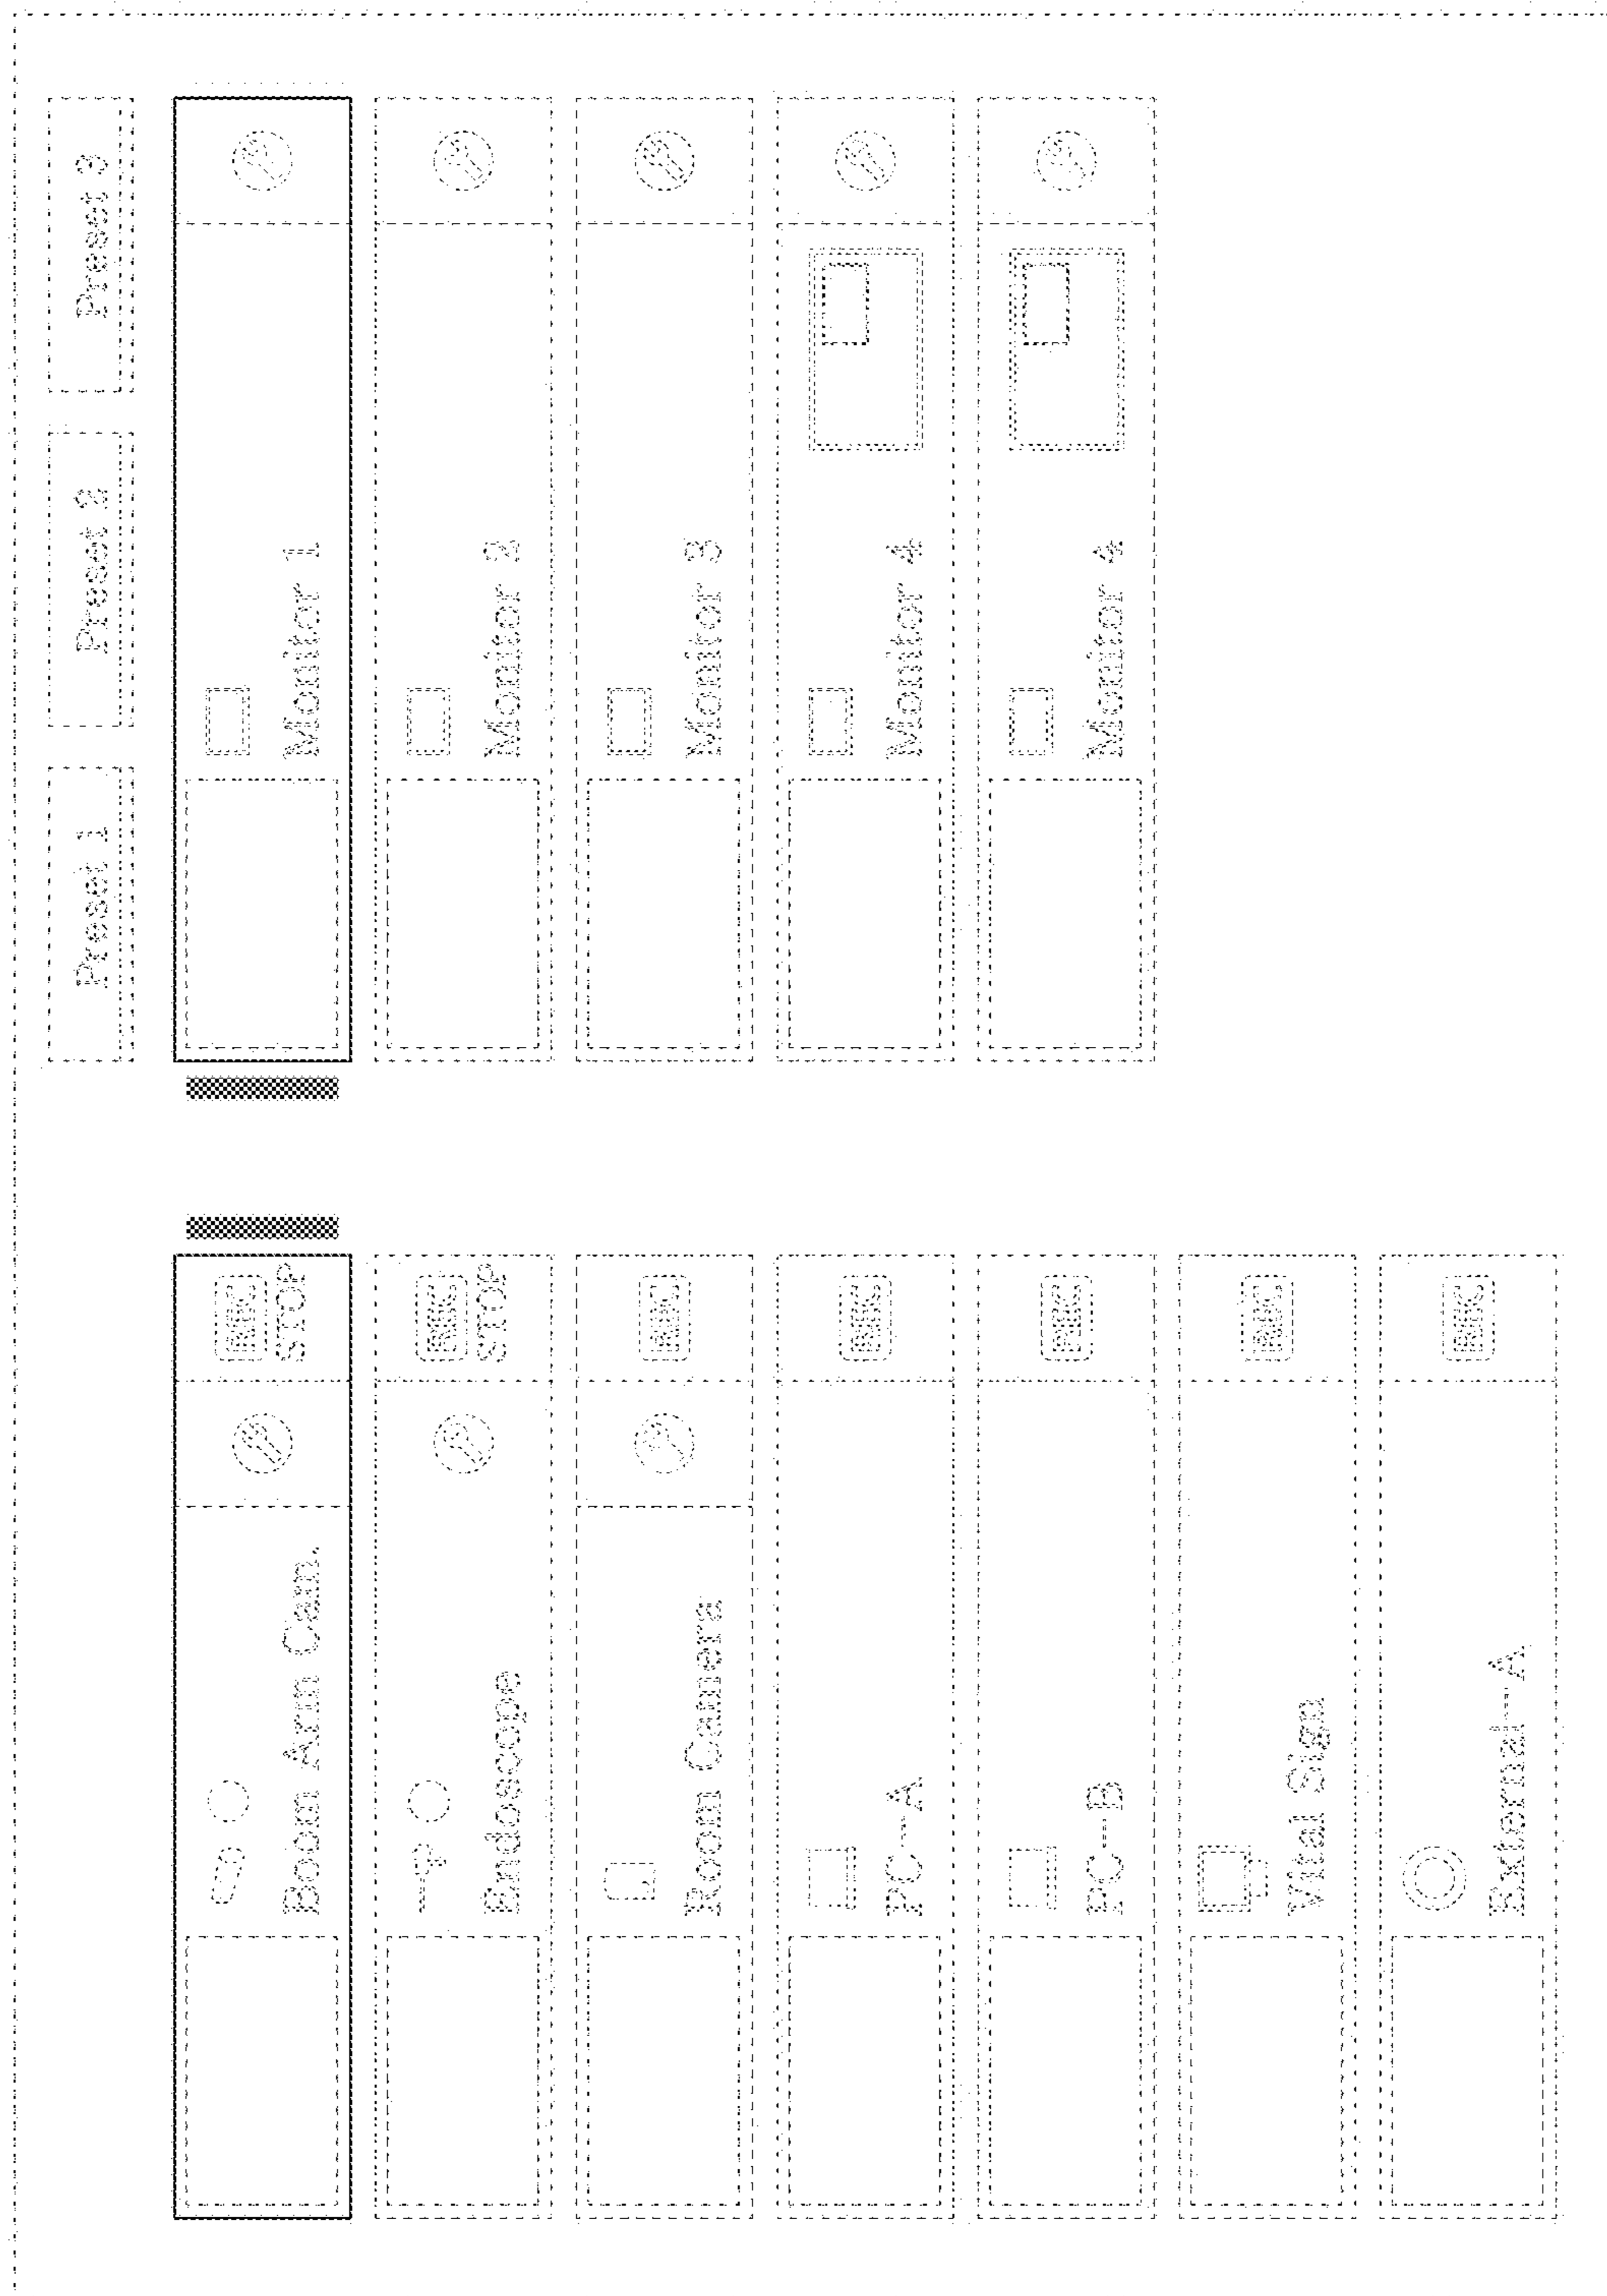 Preset 1
Preset 2
Preset 3
Boom Arm Cam.
REC
STOP
Monitor 1
Endoscope
REC
STOP
Monitor 2
Room Camera
REC
Monitor 3
PC-A
REC
Monitor 4
PC-B
REC
Monitor 4
Vital Sign
REC
External-A
REC